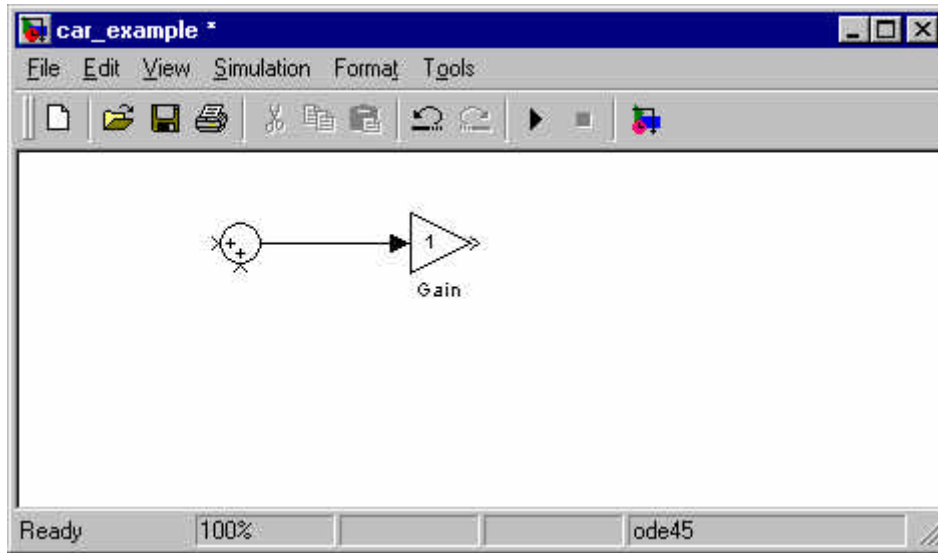 car_example *
File Edit View Simulation Format Tools
+
+
1
Gain
Ready 100% ode45